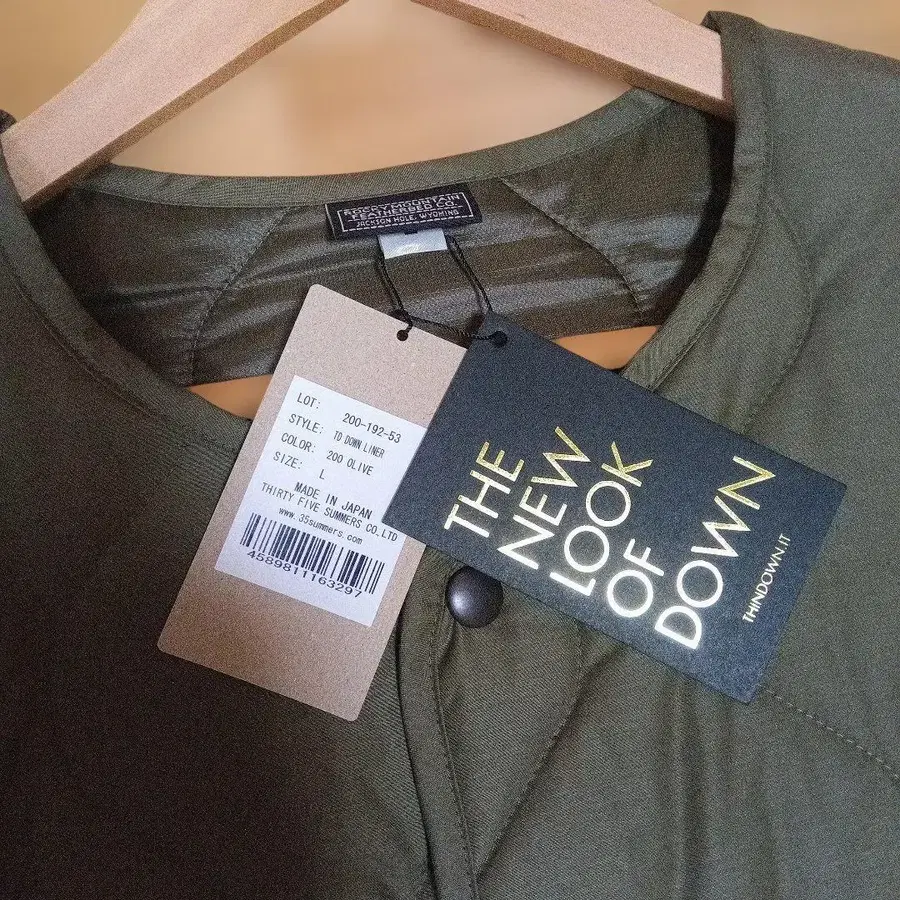 ROCKY MOUNTAIN
FEATHERBED CO.
JACKSON HOLE, WYOMING
LOT: 200-192-53
STYLE: TD DOWN LINER
COLOR: 200 OLIVE
SIZE: L
MADE IN JAPAN
THIRTY FIVE SUMMERS CO.,LTD
www.35summers.com
4589811163297
THE
NEW
LOOK
OF
DOWN
THINDOWN.IT